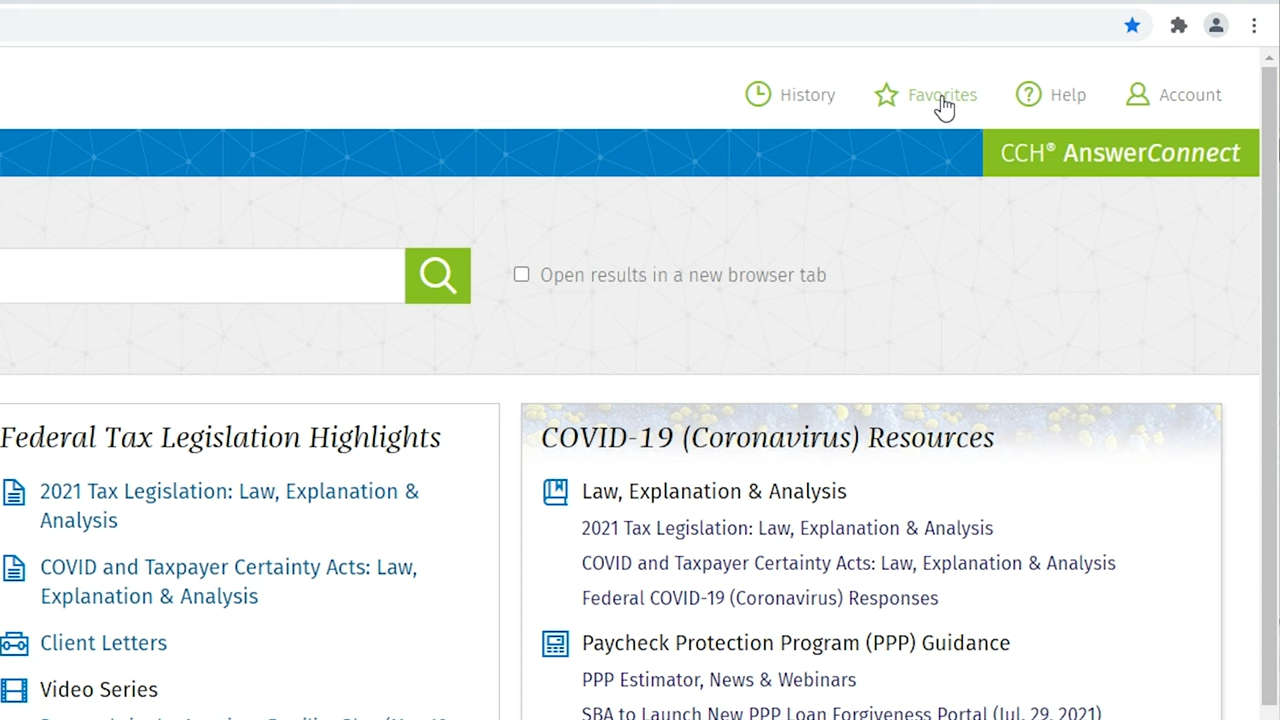 History
Favorites
Help
Account
CCH® AnswerConnect
Open results in a new browser tab
Federal Tax Legislation Highlights
2021 Tax Legislation: Law, Explanation &
Analysis
COVID and Taxpayer Certainty Acts: Law,
Explanation & Analysis
Client Letters
Video Series
COVID-19 (Coronavirus) Resources
Law, Explanation & Analysis
2021 Tax Legislation: Law, Explanation & Analysis
COVID and Taxpayer Certainty Acts: Law, Explanation & Analysis
Federal COVID-19 (Coronavirus) Responses
Paycheck Protection Program (PPP) Guidance
PPP Estimator, News & Webinars
SBA to Launch New PPP Loan Forgiveness Portal (Jul. 29, 2021)